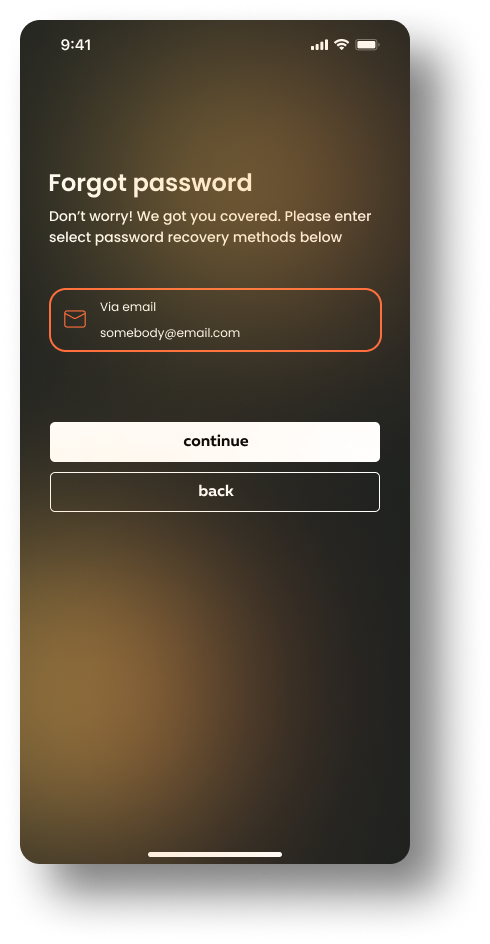 9:41
Forgot password
Don’t worry! We got you covered. Please enter
select password recovery methods below
Via email
somebody@email.com
continue
back